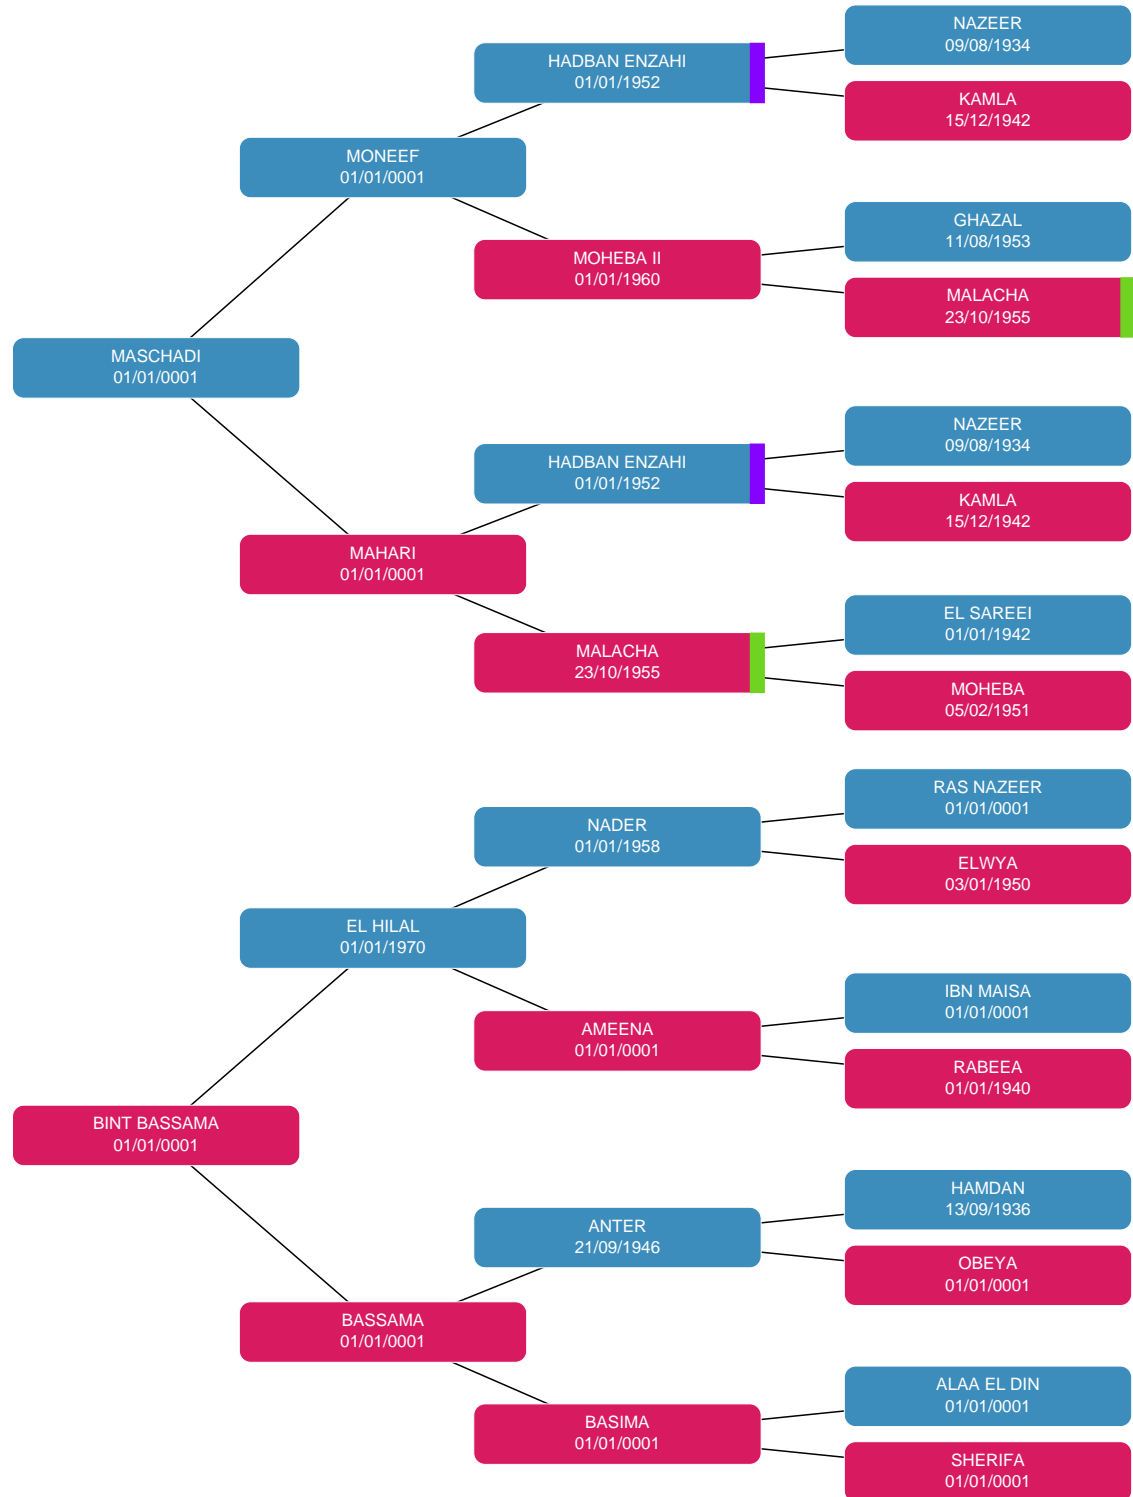 NAZEER
09/08/1934
HADBAN ENZAHI
01/01/1952
KAMLA
15/12/1942
MONEEF
01/01/0001
GHAZAL
11/08/1953
MOHEBA II
01/01/1960
MALACHA
23/10/1955
MASCHADI
01/01/0001
NAZEER
09/08/1934
HADBAN ENZAHI
01/01/1952
KAMLA
15/12/1942
MAHARI
01/01/0001
EL SAREEI
01/01/1942
MALACHA
23/10/1955
MOHEBA
05/02/1951
RAS NAZEER
01/01/0001
NADER
01/01/1958
ELWYA
03/01/1950
EL HILAL
01/01/1970
IBN MAISA
01/01/0001
AMEENA
01/01/0001
RABEEA
01/01/1940
BINT BASSAMA
01/01/0001
HAMDAN
13/09/1936
ANTER
21/09/1946
OBEYA
01/01/0001
BASSAMA
01/01/0001
ALAA EL DIN
01/01/0001
BASIMA
01/01/0001
SHERIFA
01/01/0001